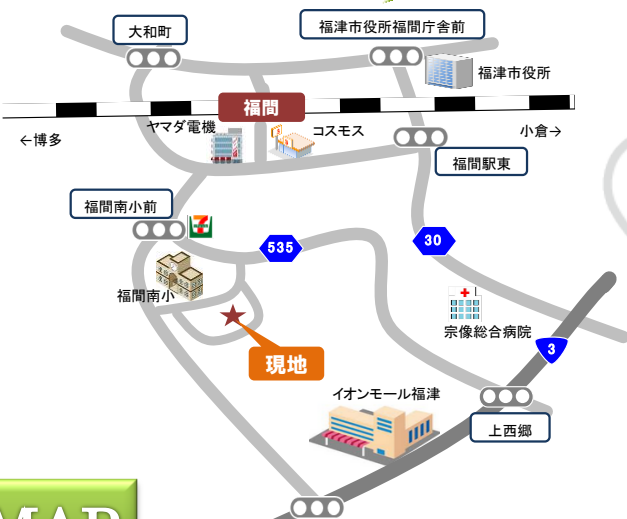 大和町
福津市役所福間庁舎前
福津市役所
福間
ヤマダ電機
コスモス
←博多
小倉→
福間駅東
福間南小前
7
535
30
福間南小
宗像総合病院
3
現地
イオンモール福津
上西郷
MAP